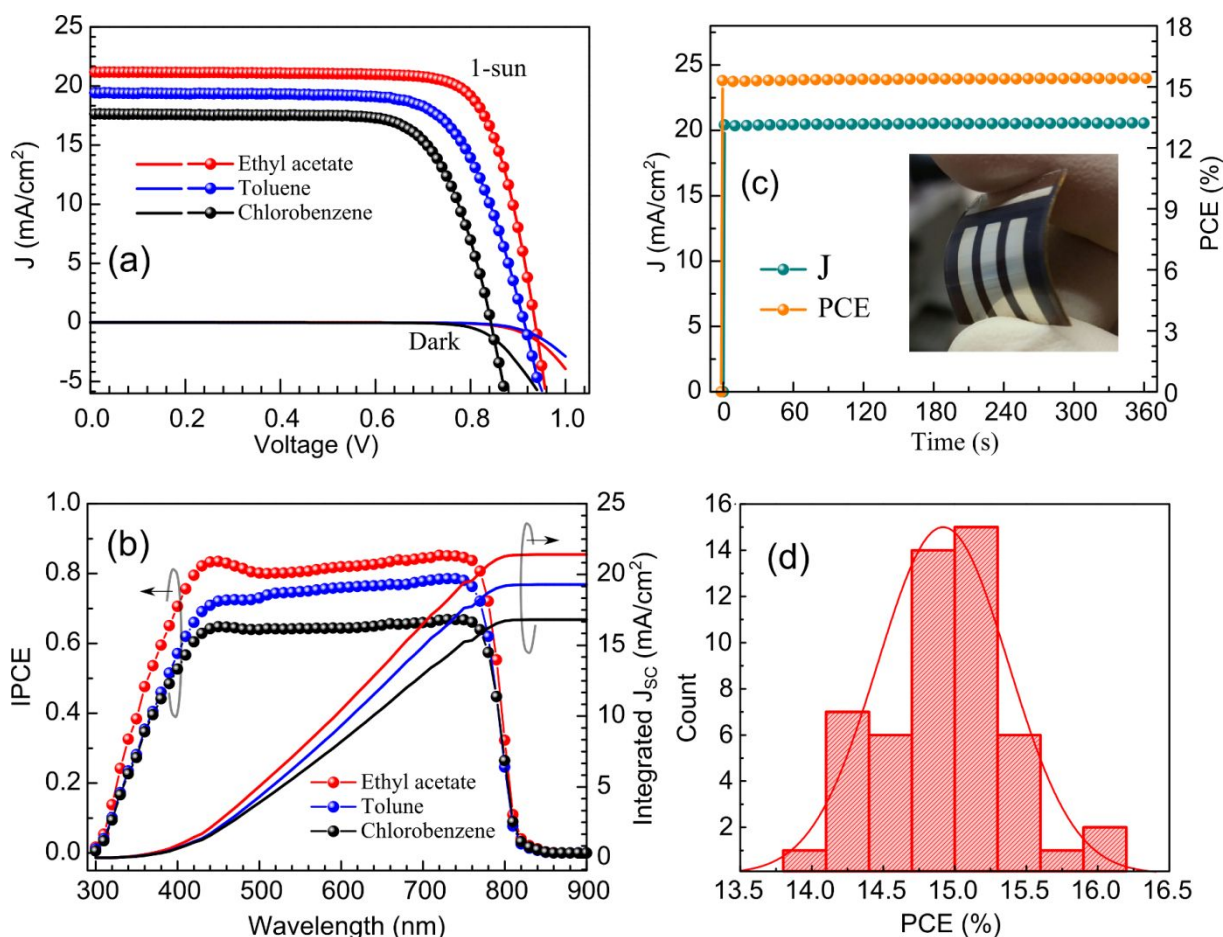 25
20
15
10
5
0
-5
J (mA/cm²)
1-sun
Ethyl acetate
Toluene
Chlorobenzene
(a)
Dark
0.0 0.2 0.4 0.6 0.8 1.0
Voltage (V)
25
20
15
10
5
0
J (mA/cm²)
18
15
12
9
6
3
0
PCE (%)
(c)
J
PCE
0 60 120 180 240 300 360
Time (s)
1.0
0.8
0.6
0.4
0.2
0.0
IPCE
25
20
15
10
5
0
Integrated J_SC (mA/cm²)
(b)
Ethyl acetate
Tolune
Chlorobenzene
300 400 500 600 700 800 900
Wavelength (nm)
16
14
12
10
8
6
4
2
Count
(d)
13.5 14.0 14.5 15.0 15.5 16.0 16.5
PCE (%)